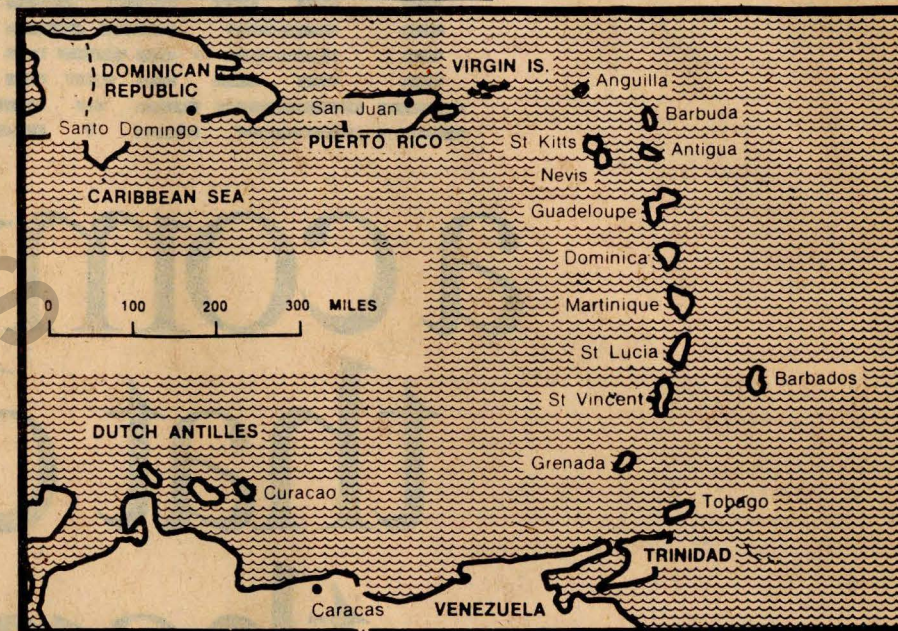 DOMINICAN
REPUBLIC
Santo Domingo
San Juan
PUERTO RICO
VIRGIN IS.
Anguilla
Barbuda
St Kitts
Antigua
Nevis
CARIBBEAN SEA
Guadeloupe
Dominica
Martinique
0 100 200 300 MILES
St Lucia
Barbados
St Vincent
DUTCH ANTILLES
Grenada
Curacao
Tobago
TRINIDAD
Caracas
VENEZUELA